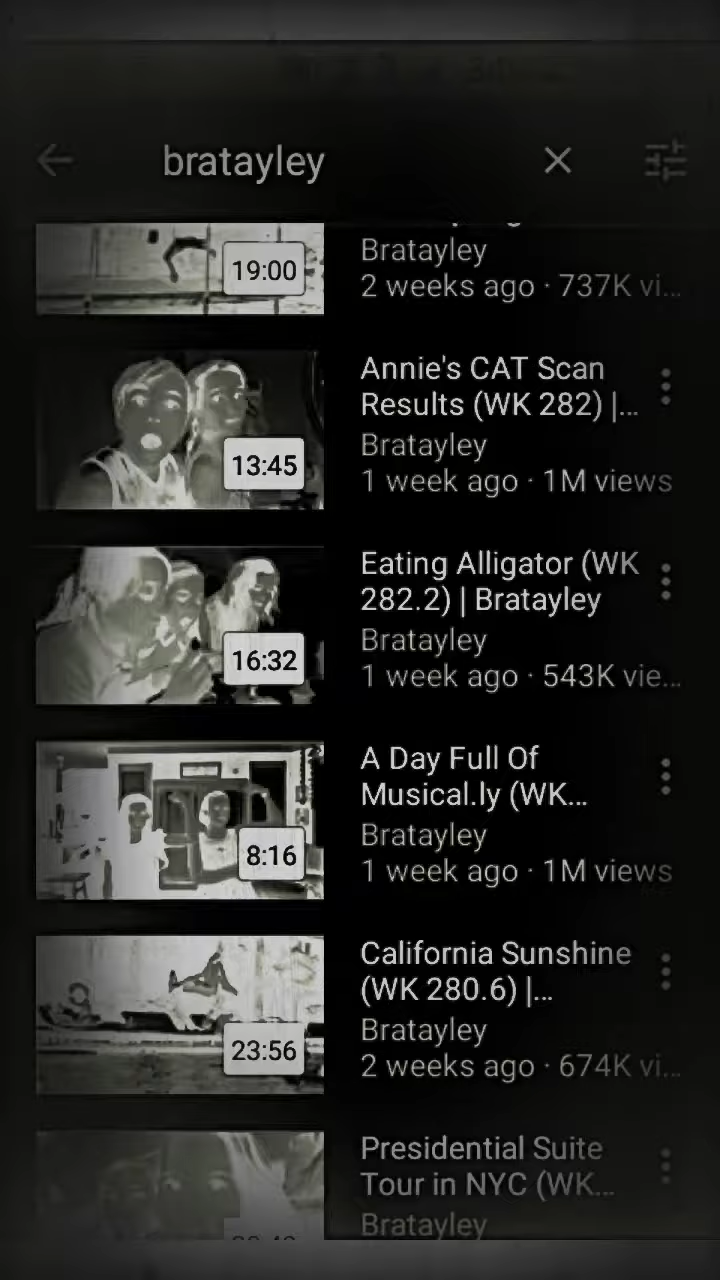 bratayley
19:00
Bratayley
2 weeks ago · 737K vi...
Annie's CAT Scan
Results (WK 282) |...
13:45
Bratayley
1 week ago · 1M views
Eating Alligator (WK
282.2) | Bratayley
16:32
Bratayley
1 week ago · 543K vie...
A Day Full Of
Musical.ly (WK...
8:16
Bratayley
1 week ago · 1M views
California Sunshine
(WK 280.6) |...
23:56
Bratayley
2 weeks ago · 674K vi...
Presidential Suite
Tour in NYC (WK...
Bratayley